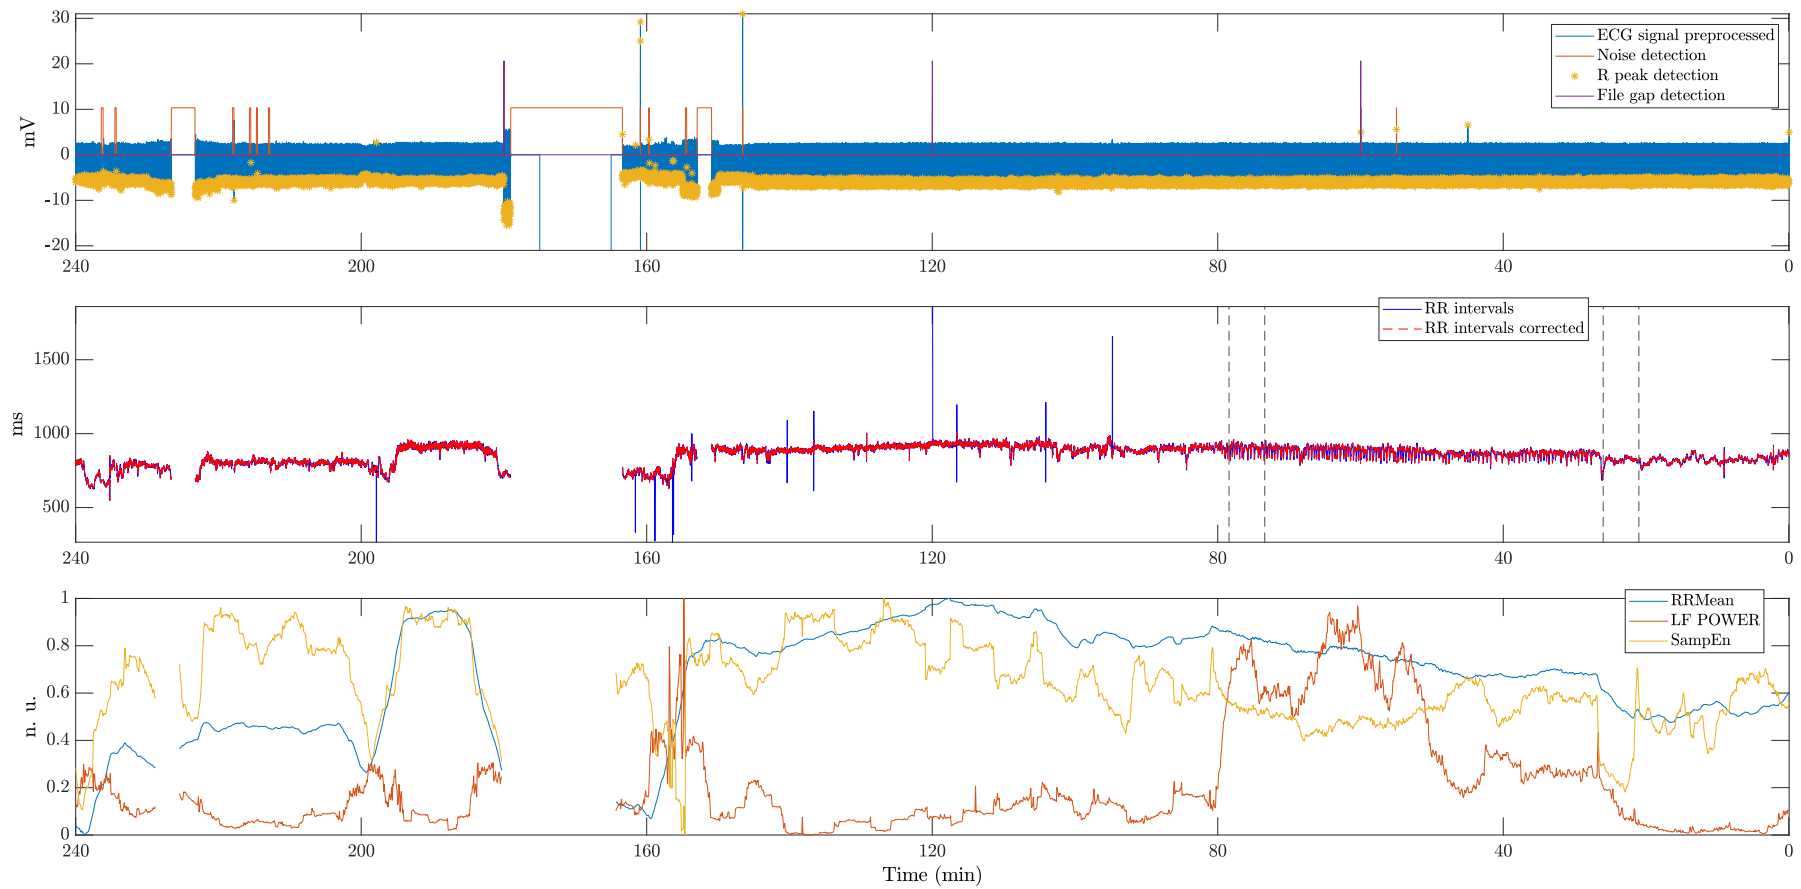 30
20
10
0
-10
-20
mV
ECG signal preprocessed
Noise detection
R peak detection
File gap detection
240 200 160 120 80 40 0
1500
1000
500
ms
RR intervals
RR intervals corrected
240 200 160 120 80 40 0
1
0.8
0.6
0.4
0.2
0
n. u.
RRMean
LF POWER
SampEn
240 200 160 120 80 40 0
Time (min)